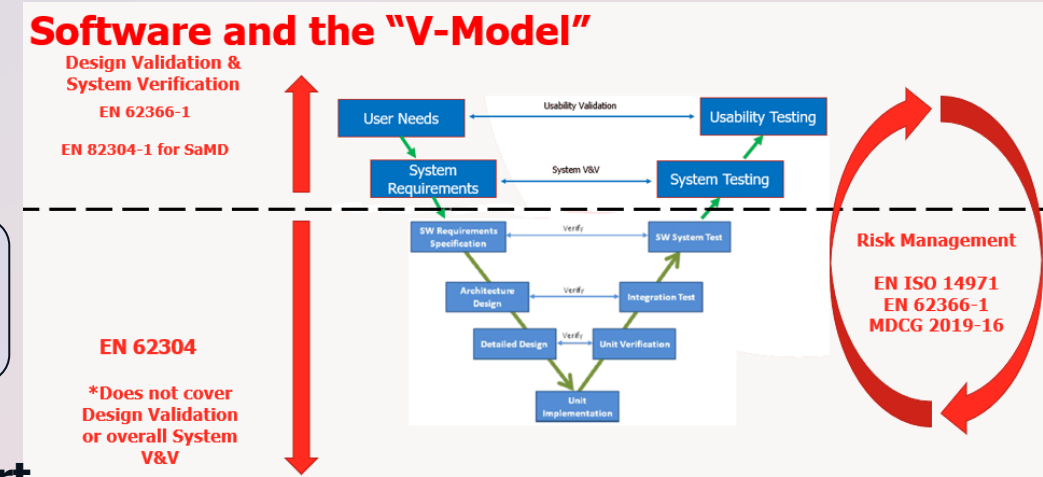 Software and the “V-Model”
Design Validation &
System Verification
EN 62366-1
EN 82304-1 for SaMD
User Needs
Usability Validation
Usability Testing
System
Requirements
System V&V
System Testing
SW Requirements
Specification
Verify
SW System Test
Architecture
Design
Verify
Integration Test
Detailed Design
Verify
Unit Verification
Unit
Implementation
EN 62304
*Does not cover
Design Validation
or overall System
V&V
Risk Management
EN ISO 14971
EN 62366-1
MDCG 2019-16